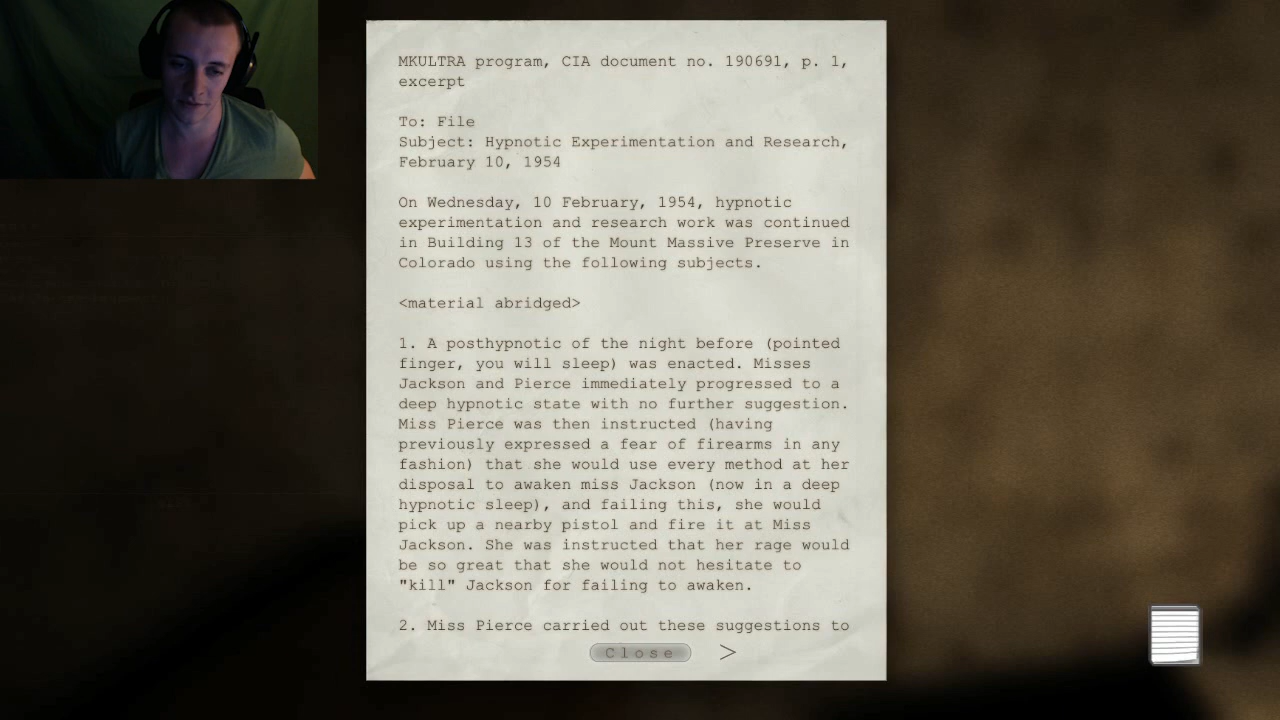 MKULTRA program, CIA document no. 190691, p. 1,
excerpt
To: File
Subject: Hypnotic Experimentation and Research,
February 10, 1954
On Wednesday, 10 February, 1954, hypnotic
experimentation and research work was continued
in Building 13 of the Mount Massive Preserve in
Colorado using the following subjects.
<material abridged>
1. A posthypnotic of the night before (pointed
finger, you will sleep) was enacted. Misses
Jackson and Pierce immediately progressed to a
deep hypnotic state with no further suggestion.
Miss Pierce was then instructed (having
previously expressed a fear of firearms in any
fashion) that she would use every method at her
disposal to awaken miss Jackson (now in a deep
hypnotic sleep), and failing this, she would
pick up a nearby pistol and fire it at Miss
Jackson. She was instructed that her rage would
be so great that she would not hesitate to
"kill" Jackson for failing to awaken.
2. Miss Pierce carried out these suggestions to
Close >